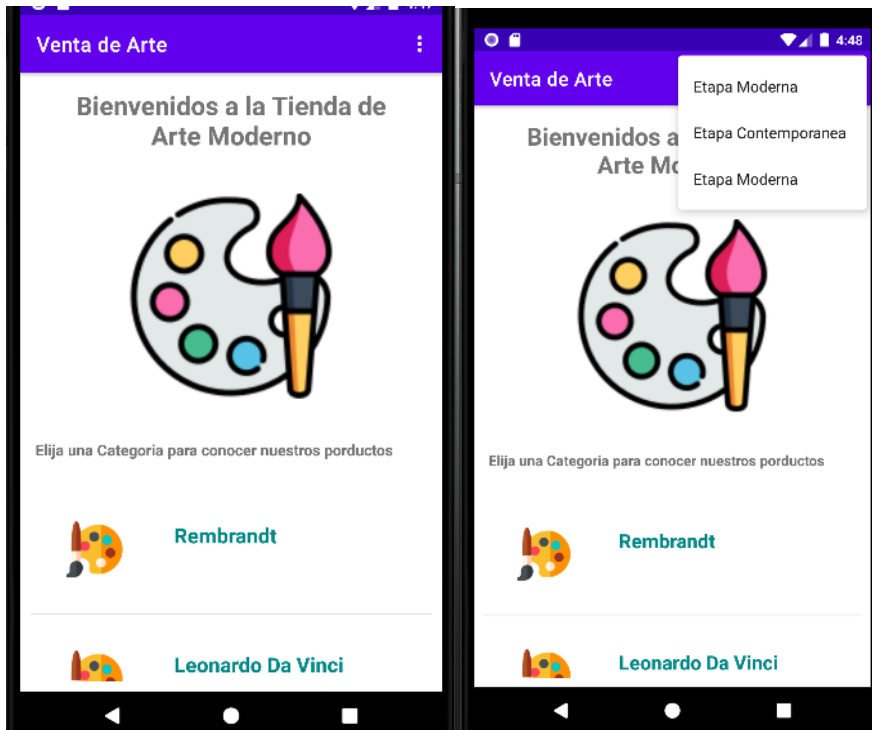 Venta de Arte
Bienvenidos a la Tienda de
Arte Moderno
Elija una Categoria para conocer nuestros porductos
Rembrandt
Leonardo Da Vinci
4:48
Venta de Arte
Etapa Moderna
Etapa Contemporanea
Etapa Moderna
Bienvenidos a
Arte Mo
Elija una Categoria para conocer nuestros porductos
Rembrandt
Leonardo Da Vinci